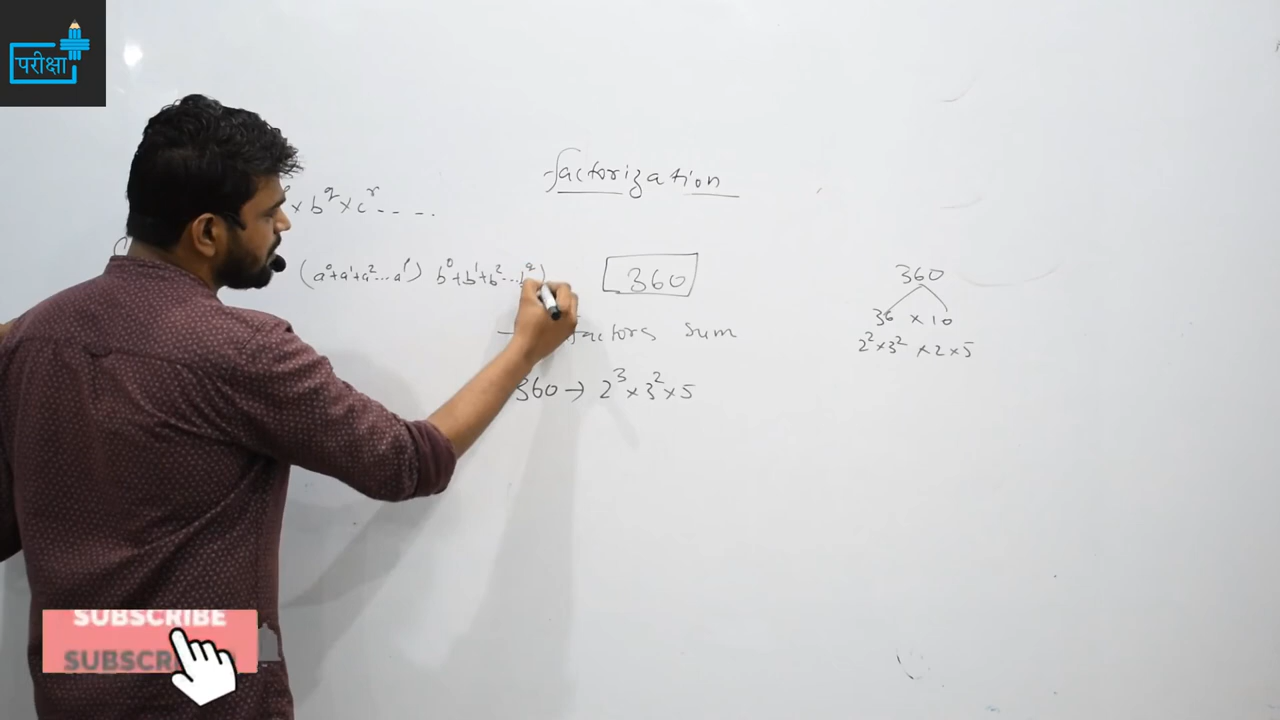 परीक्षा
factorization
× b^q × c^r - - - -
(a⁰+a¹+a²...a^p) b⁰+b¹+b²...b^q)
360
factors sum
360 → 2³×3²×5
360
36 × 10
2²×3² ×2×5
SUBSCRIBE